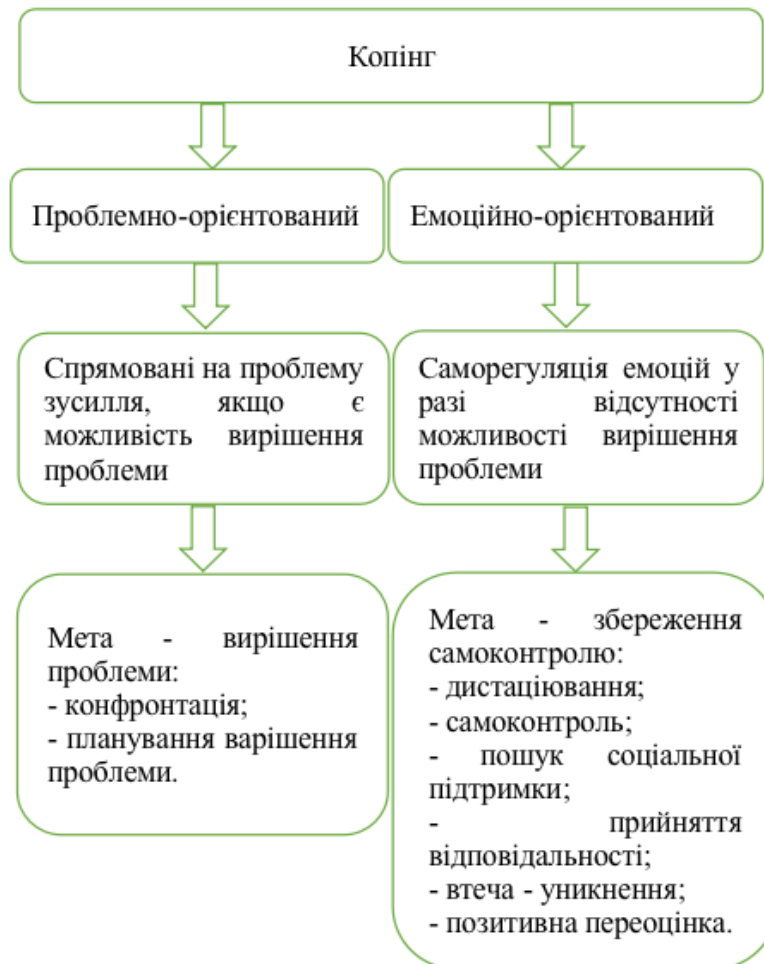 Копінг
Проблемно-орієнтований
Емоційно-орієнтований
Спрямовані на проблему
зусилля, якщо є
можливість вирішення
проблеми
Саморегуляція емоцій у
разі відсутності
можливості вирішення
проблеми
Мета - вирішення
проблеми:
- конфронтація;
- планування варішення
проблеми.
Мета - збереження
самоконтролю:
- дистаціювання;
- самоконтроль;
- пошук соціальної
підтримки;
- прийняття
відповідальності;
- втеча - уникнення;
- позитивна переоцінка.